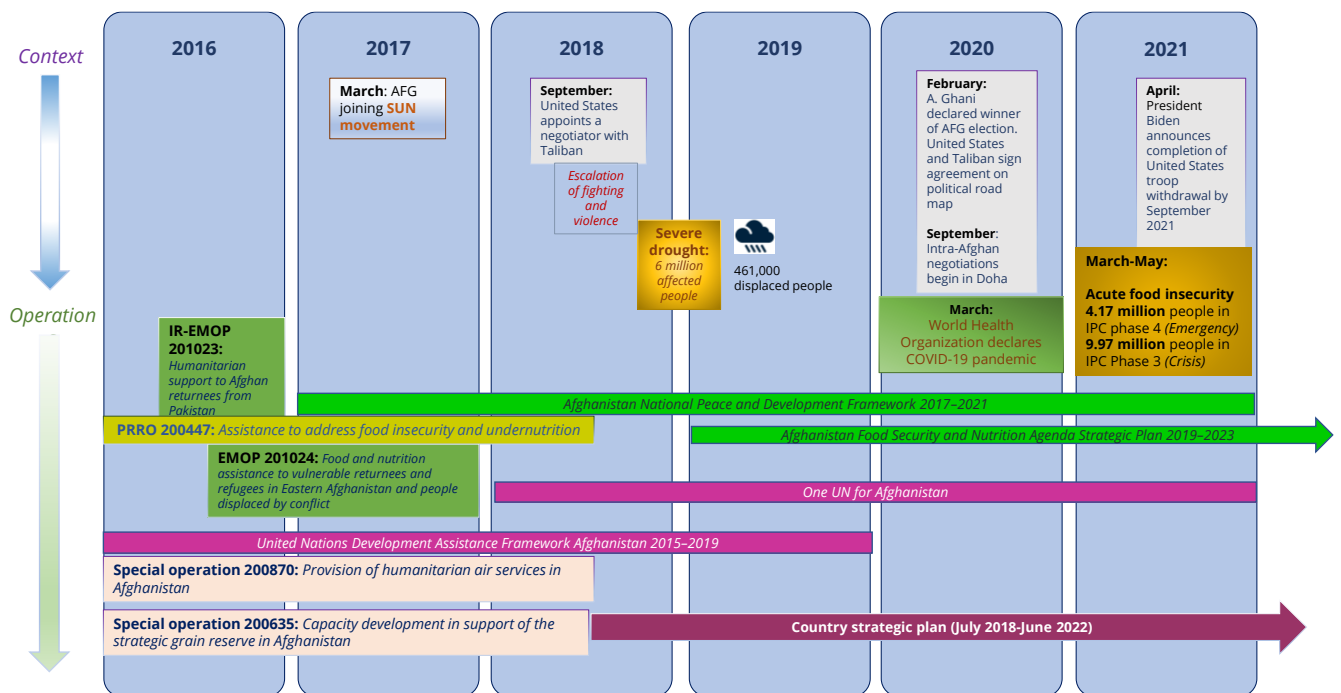 Context
Operation
2016
2017
2018
2019
2020
2021
March: AFG
joining SUN
movement
September:
United States
appoints a
negotiator with
Taliban
Escalation
of fighting
and
violence
Severe
drought:
6 million
affected
people
461,000
displaced people
February:
A. Ghani
declared winner
of AFG election.
United States
and Taliban sign
agreement on
political road
map
September:
Intra-Afghan
negotiations
begin in Doha
March:
World Health
Organization declares
COVID-19 pandemic
April:
President
Biden
announces
completion of
United States
troop
withdrawal by
September
2021
March-May:
Acute food insecurity
4.17 million people in
IPC phase 4 (Emergency)
9.97 million people in
IPC Phase 3 (Crisis)
IR-EMOP
201023:
Humanitarian
support to Afghan
returnees from
Pakistan
Afghanistan National Peace and Development Framework 2017–2021
PRRO 200447: Assistance to address food insecurity and undernutrition
Afghanistan Food Security and Nutrition Agenda Strategic Plan 2019–2023
EMOP 201024: Food and nutrition
assistance to vulnerable returnees and
refugees in Eastern Afghanistan and people
displaced by conflict
One UN for Afghanistan
United Nations Development Assistance Framework Afghanistan 2015–2019
Special operation 200870: Provision of humanitarian air services in
Afghanistan
Special operation 200635: Capacity development in support of the
strategic grain reserve in Afghanistan
Country strategic plan (July 2018-June 2022)